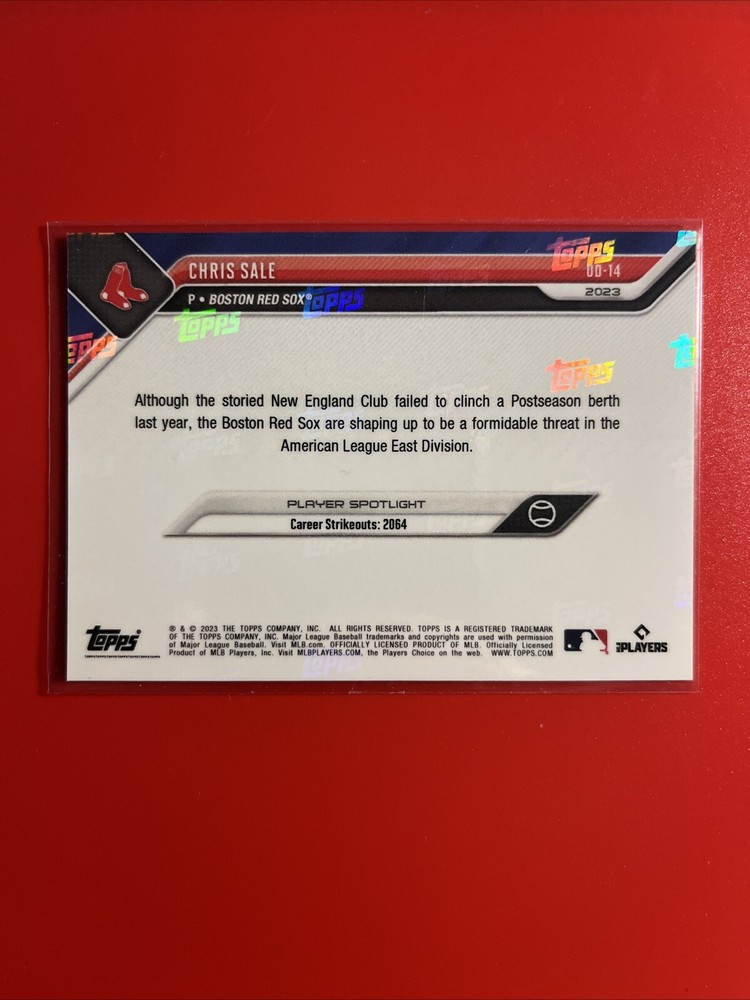 CHRIS SALE
OD-14
P • BOSTON RED SOX®
2023
Topps
Topps
Topps
Topps
Topps
Although the storied New England Club failed to clinch a Postseason berth
last year, the Boston Red Sox are shaping up to be a formidable threat in the
American League East Division.
PLAYER SPOTLIGHT
Career Strikeouts: 2064
Topps
® & © 2023 THE TOPPS COMPANY, INC. ALL RIGHTS RESERVED. TOPPS IS A REGISTERED TRADEMARK
OF THE TOPPS COMPANY, INC. Major League Baseball trademarks and copyrights are used with permission
of Major League Baseball. Visit MLB.com. OFFICIALLY LICENSED PRODUCT OF MLB. Officially Licensed
Product of MLB Players, Inc. Visit MLBPLAYERS.COM, the Players Choice on the web. WWW.TOPPS.COM
PLAYERS